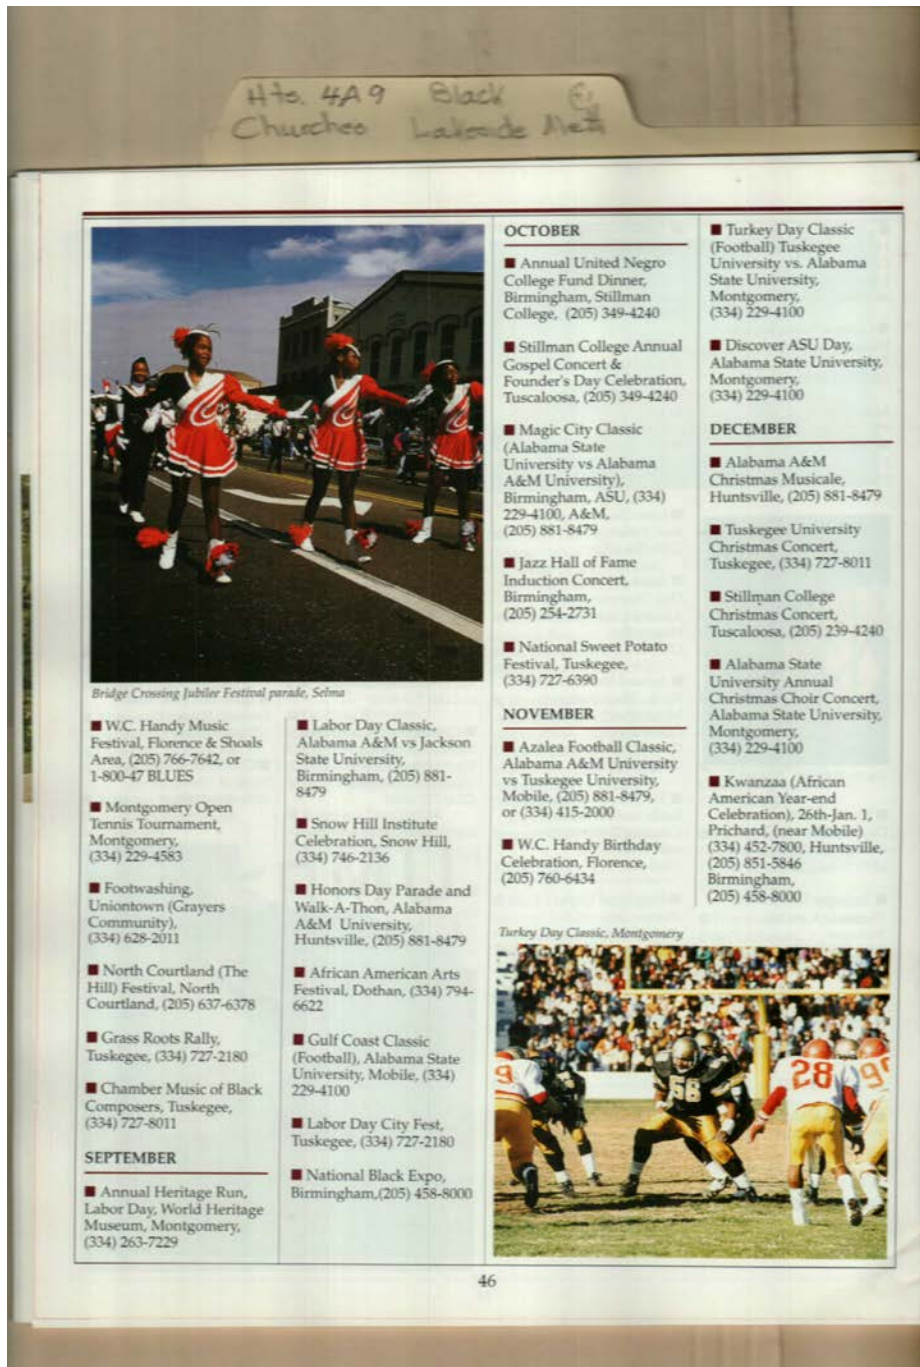 Hts. 4A9 Black
Churches Lakeside Meth
Bridge Crossing Jubilee Festival parade, Selma
■ W.C. Handy Music
Festival, Florence & Shoals
Area, (205) 766-7642, or
1-800-47 BLUES
■ Montgomery Open
Tennis Tournament,
Montgomery,
(334) 229-4583
■ Footwashing,
Uniontown (Grayers
Community),
(334) 628-2011
■ North Courtland (The
Hill) Festival, North
Courtland, (205) 637-6378
■ Grass Roots Rally,
Tuskegee, (334) 727-2180
■ Chamber Music of Black
Composers, Tuskegee,
(334) 727-8011
SEPTEMBER
■ Annual Heritage Run,
Labor Day, World Heritage
Museum, Montgomery,
(334) 263-7229
■ Labor Day Classic,
Alabama A&M vs Jackson
State University,
Birmingham, (205) 881-
8479
■ Snow Hill Institute
Celebration, Snow Hill,
(334) 746-2136
■ Honors Day Parade and
Walk-A-Thon, Alabama
A&M University,
Huntsville, (205) 881-8479
■ African American Arts
Festival, Dothan, (334) 794-
6622
■ Gulf Coast Classic
(Football), Alabama State
University, Mobile, (334)
229-4100
■ Labor Day City Fest,
Tuskegee, (334) 727-2180
■ National Black Expo,
Birmingham,(205) 458-8000
OCTOBER
■ Annual United Negro
College Fund Dinner,
Birmingham, Stillman
College, (205) 349-4240
■ Stillman College Annual
Gospel Concert &
Founder's Day Celebration,
Tuscaloosa, (205) 349-4240
■ Magic City Classic
(Alabama State
University vs Alabama
A&M University),
Birmingham, ASU, (334)
229-4100, A&M,
(205) 881-8479
■ Jazz Hall of Fame
Induction Concert,
Birmingham,
(205) 254-2731
■ National Sweet Potato
Festival, Tuskegee,
(334) 727-6390
NOVEMBER
■ Azalea Football Classic,
Alabama A&M University
vs Tuskegee University,
Mobile, (205) 881-8479,
or (334) 415-2000
■ W.C. Handy Birthday
Celebration, Florence,
(205) 760-6434
■ Turkey Day Classic
(Football) Tuskegee
University vs. Alabama
State University,
Montgomery,
(334) 229-4100
■ Discover ASU Day,
Alabama State University,
Montgomery,
(334) 229-4100
DECEMBER
■ Alabama A&M
Christmas Musicale,
Huntsville, (205) 881-8479
■ Tuskegee University
Christmas Concert,
Tuskegee, (334) 727-8011
■ Stillman College
Christmas Concert,
Tuscaloosa, (205) 239-4240
■ Alabama State
University Annual
Christmas Choir Concert,
Alabama State University,
Montgomery,
(334) 229-4100
■ Kwanzaa (African
American Year-end
Celebration), 26th-Jan. 1,
Prichard, (near Mobile)
(334) 452-7800, Huntsville,
(205) 851-5846
Birmingham,
(205) 458-8000
Turkey Day Classic, Montgomery
56
28
9
99
46